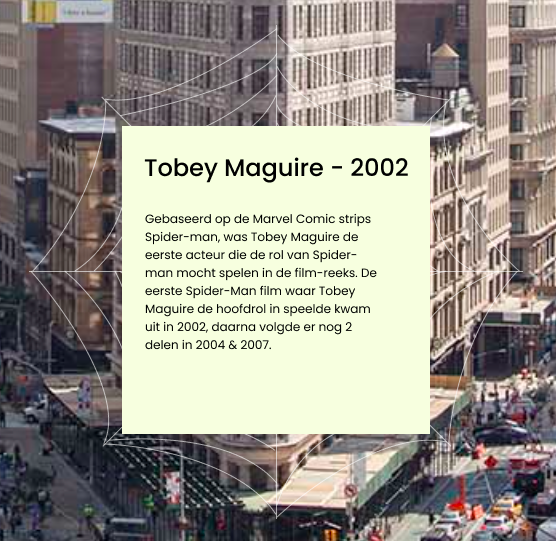 Tobey Maguire - 2002
Gebaseerd op de Marvel Comic strips
Spider-man, was Tobey Maguire de
eerste acteur die de rol van Spider-
man mocht spelen in de film-reeks. De
eerste Spider-Man film waar Tobey
Maguire de hoofdrol in speelde kwam
uit in 2002, daarna volgde er nog 2
delen in 2004 & 2007.